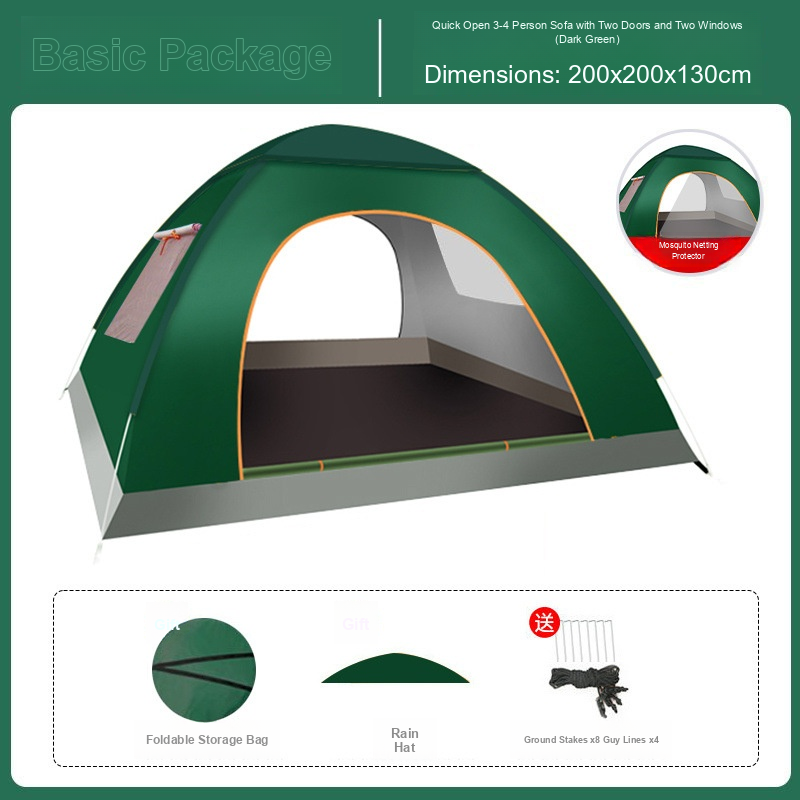 Basic Package
Quick Open 3-4 Person Sofa with Two Doors and Two Windows
(Dark Green)
Dimensions: 200x200x130cm
Mosquito Netting
Protector
Gift
Gift
送
Foldable Storage Bag
Rain
Hat
Ground Stakes x8 Guy Lines x4